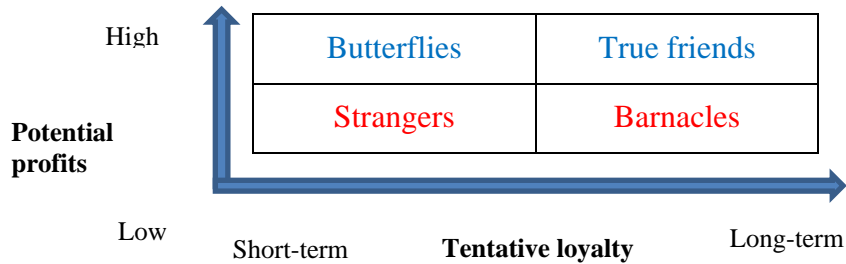 High
Butterflies
True friends
Strangers
Barnacles
Potential
profits
Low
Short-term
Tentative loyalty
Long-term